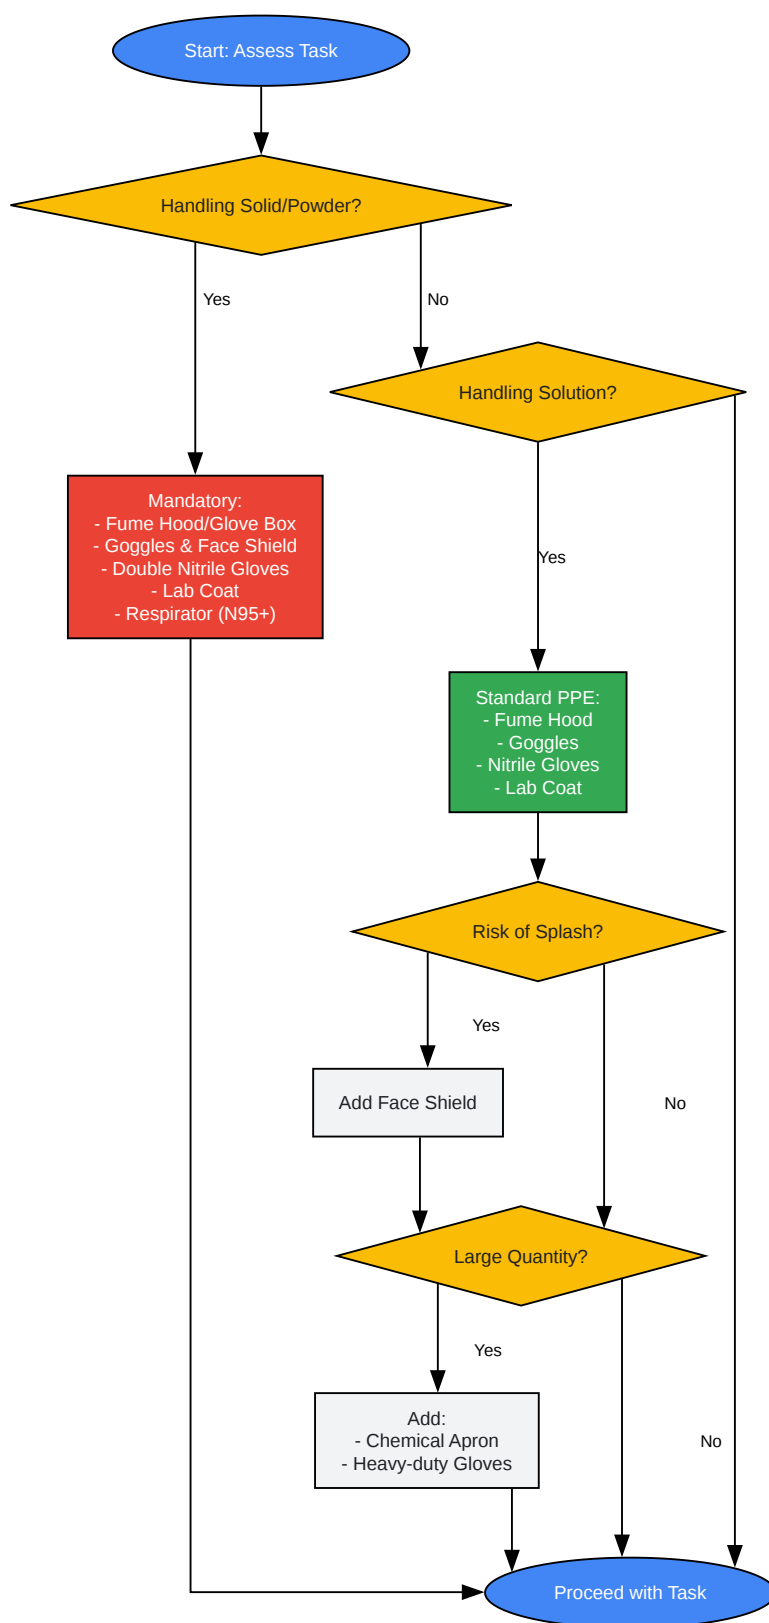 Start: Assess Task
Handling Solid/Powder?
Yes
No
Handling Solution?
Mandatory:
- Fume Hood/Glove Box
- Goggles & Face Shield
- Double Nitrile Gloves
- Lab Coat
- Respirator (N95+)
Yes
Standard PPE:
- Fume Hood
- Goggles
- Nitrile Gloves
- Lab Coat
Risk of Splash?
Yes
Add Face Shield
No
Large Quantity?
Yes
Add:
- Chemical Apron
- Heavy-duty Gloves
No
Proceed with Task